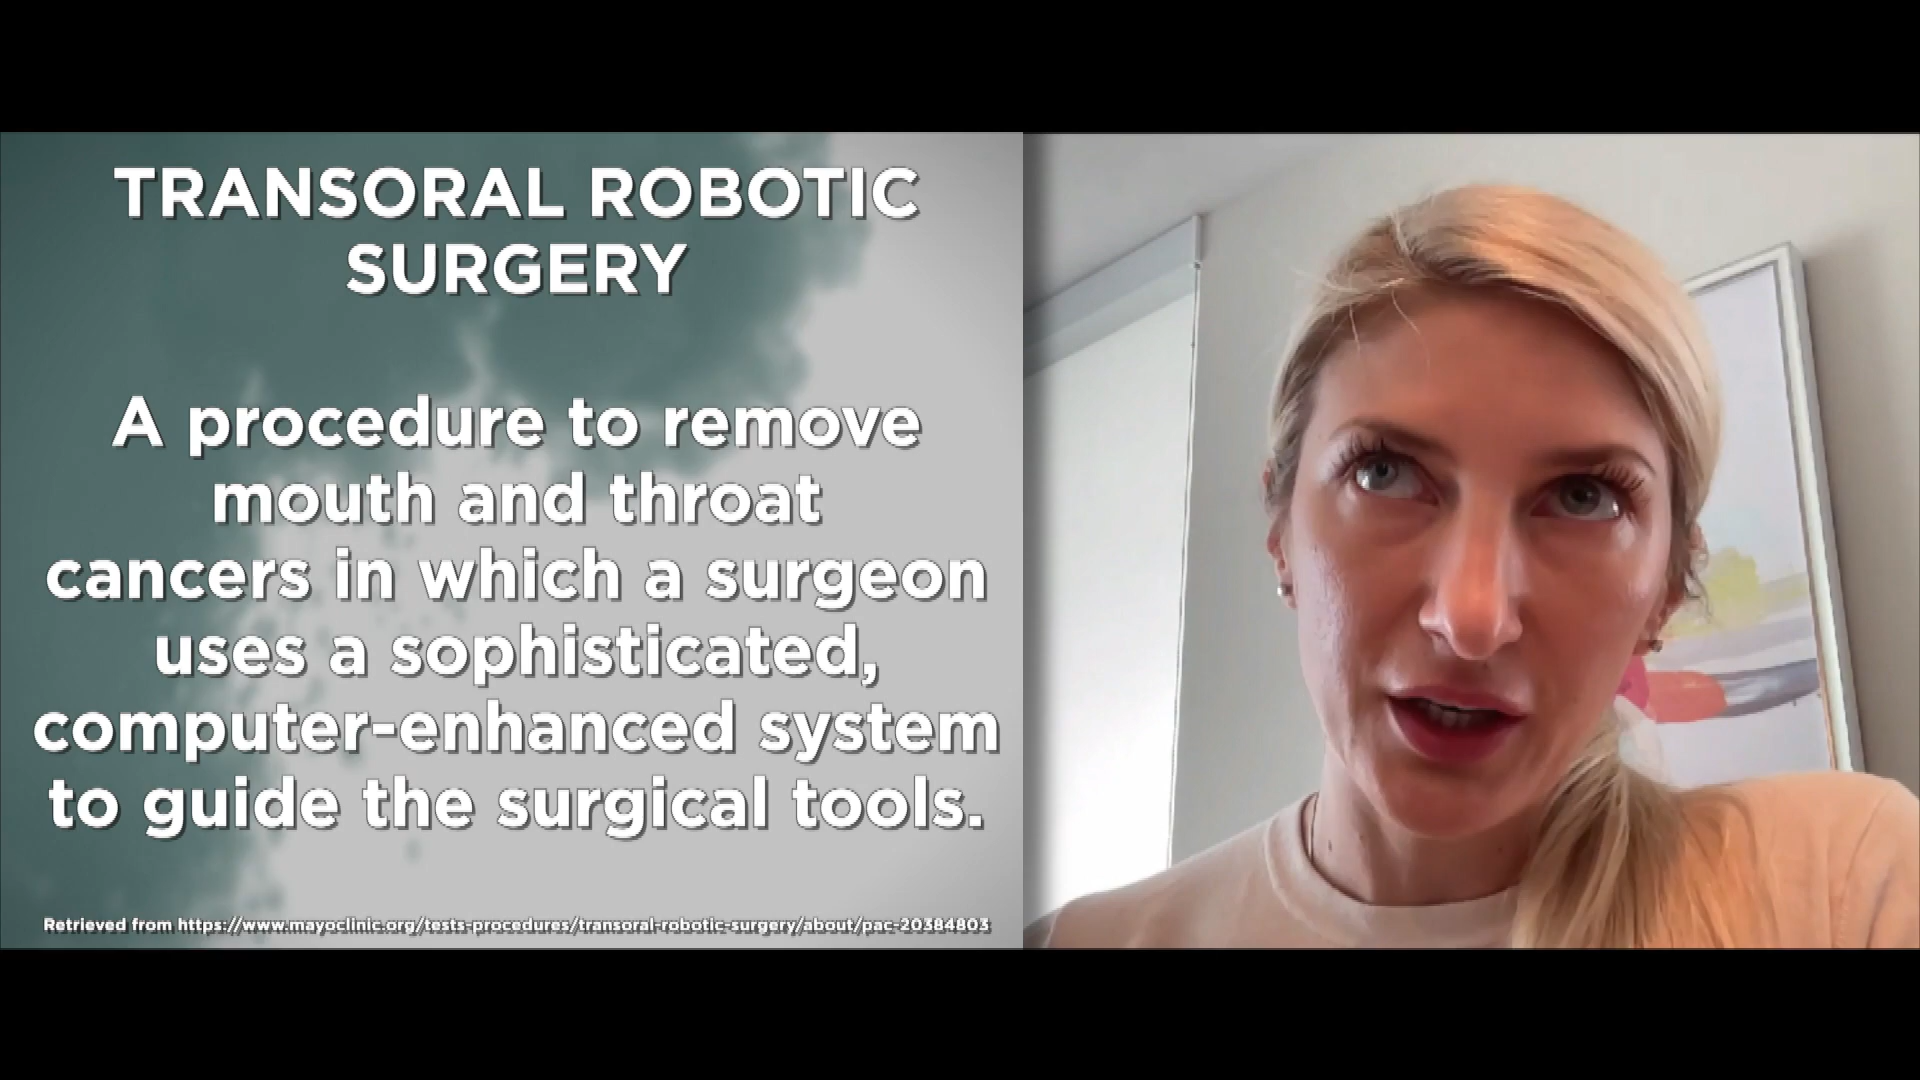 TRANSORAL ROBOTIC
SURGERY
A procedure to remove
mouth and throat
cancers in which a surgeon
uses a sophisticated,
computer-enhanced system
to guide the surgical tools.
Retrieved from https://www.mayoclinic.org/tests-procedures/transoral-robotic-surgery/about/pac-20384803